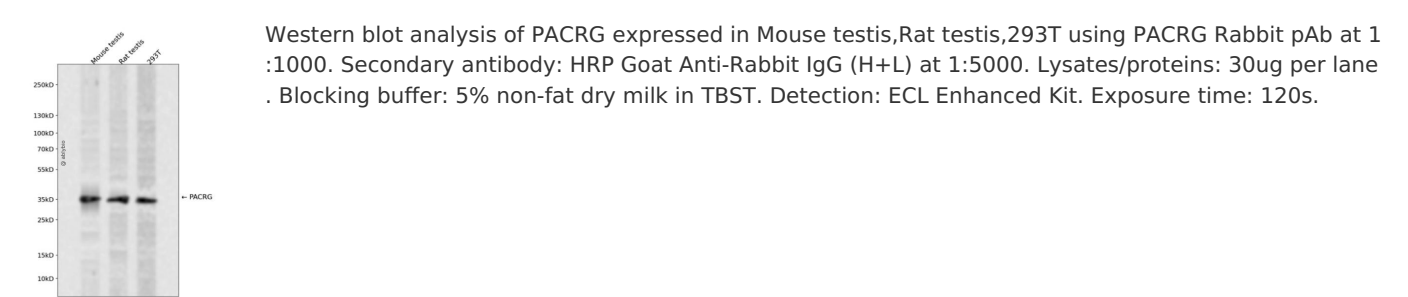 Mouse testis
Rat testis
293T
250kD
130kD
100kD
70kD
55kD
35kD
25kD
15kD
10kD
← PACRG
Western blot analysis of PACRG expressed in Mouse testis,Rat testis,293T using PACRG Rabbit pAb at 1
:1000. Secondary antibody: HRP Goat Anti-Rabbit IgG (H+L) at 1:5000. Lysates/proteins: 30ug per lane
. Blocking buffer: 5% non-fat dry milk in TBST. Detection: ECL Enhanced Kit. Exposure time: 120s.